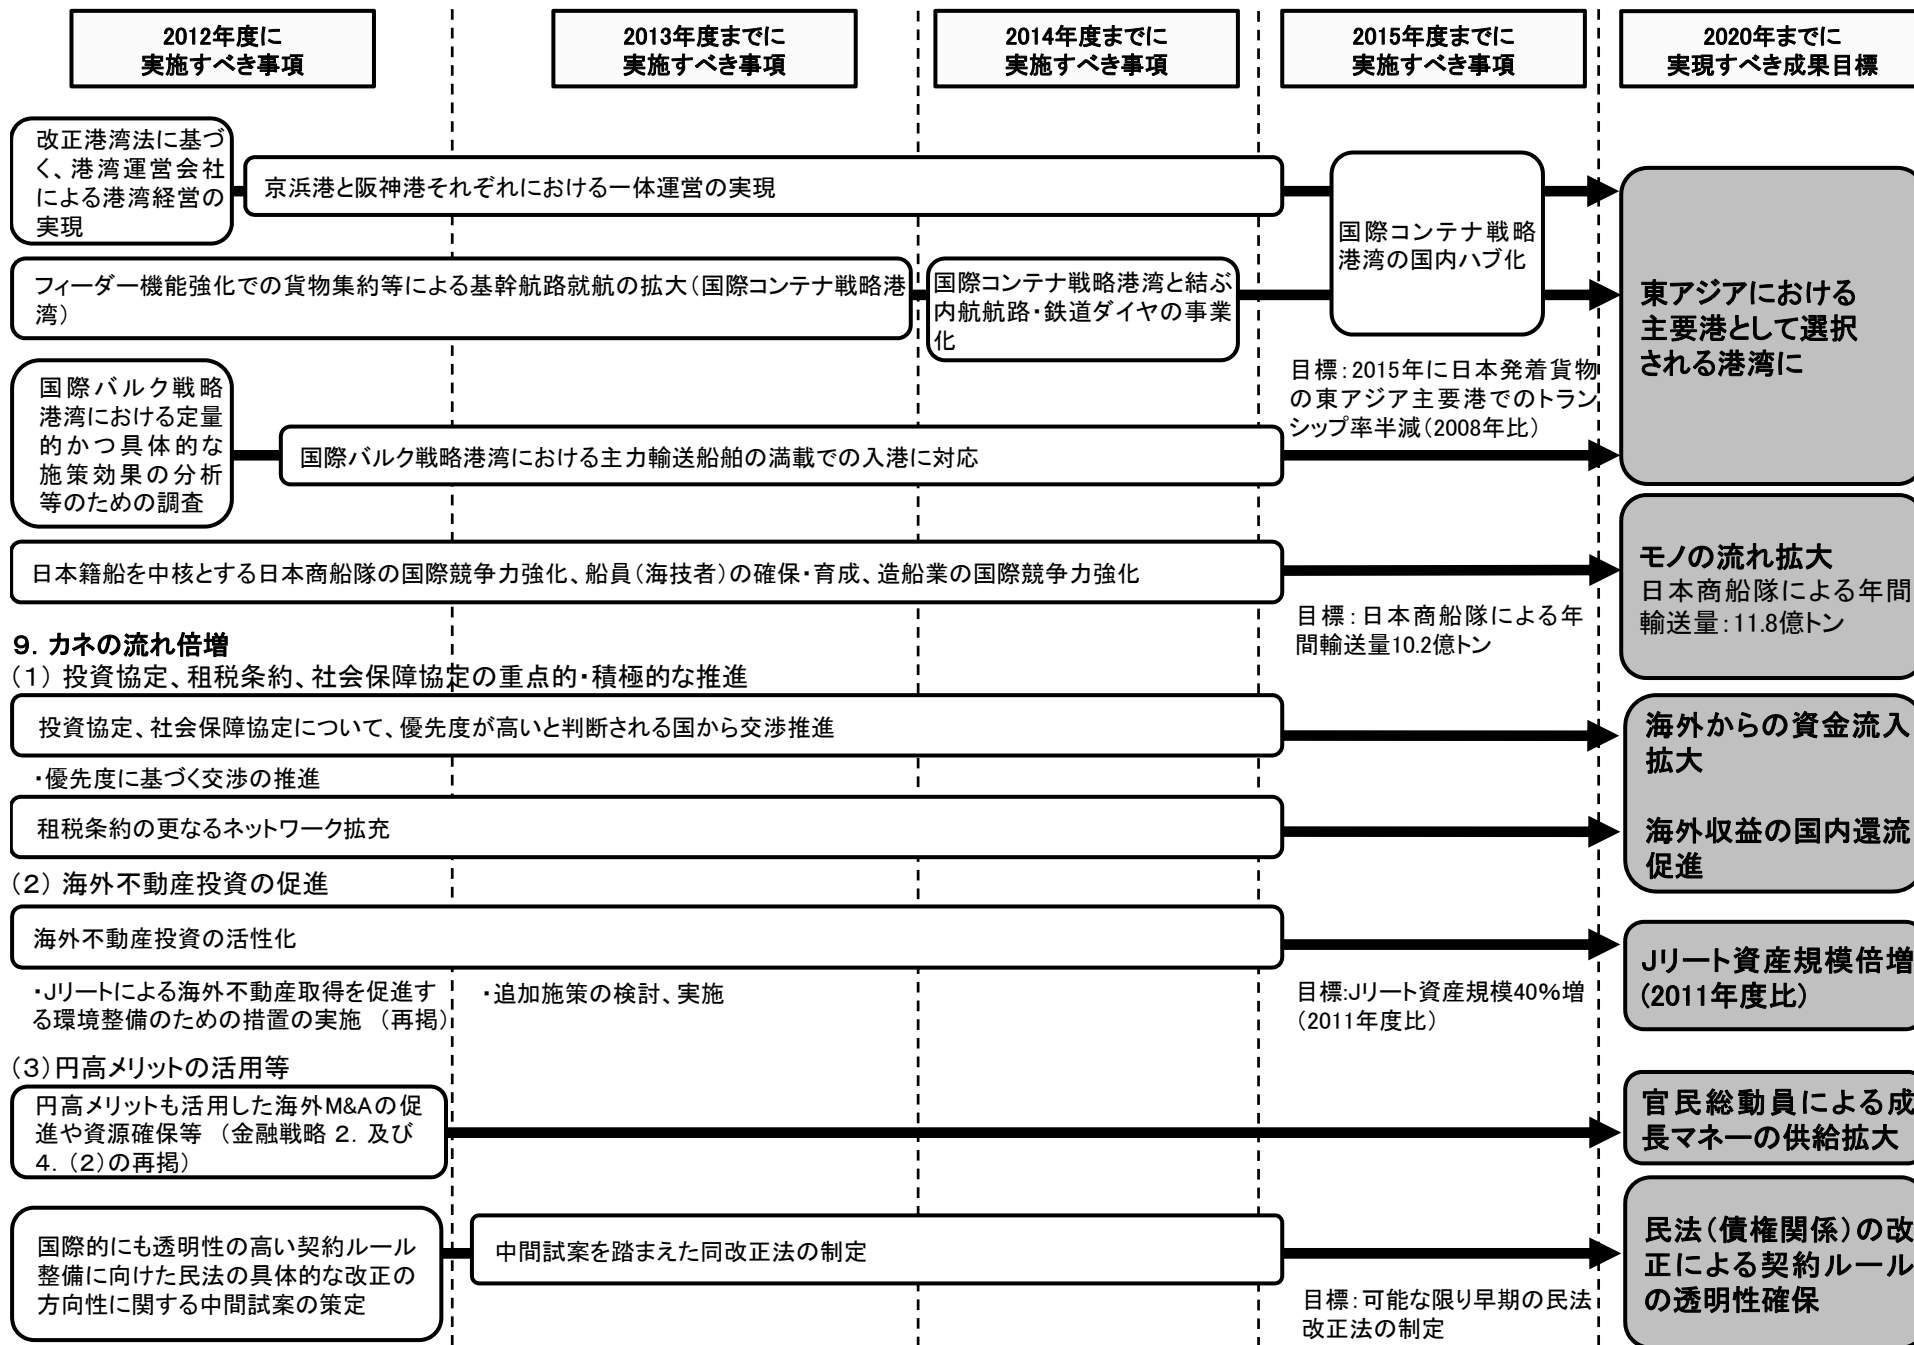 2012年度に
実施すべき事項
2013年度までに
実施すべき事項
2014年度までに
実施すべき事項
2015年度までに
実施すべき事項
2020年までに
実現すべき成果目標
改正港湾法に基づ
く、港湾運営会社
による港湾経営の
実現
京浜港と阪神港それぞれにおける一体運営の実現
フィーダー機能強化での貨物集約等による基幹航路就航の拡大（国際コンテナ戦略港
湾）
国際コンテナ戦略港湾と結ぶ
内航航路・鉄道ダイヤの事業
化
国際コンテナ戦略
港湾の国内ハブ化
東アジアにおける
主要港として選択
される港湾に
目標：2015年に日本発着貨物
の東アジア主要港でのトラン
シップ率半減（2008年比）
国際バルク戦略
港湾における定量
的かつ具体的な
施策効果の分析
等のための調査
国際バルク戦略港湾における主力輸送船舶の満載での入港に対応
日本籍船を中核とする日本商船隊の国際競争力強化、船員（海技者）の確保・育成、造船業の国際競争力強化
目標：日本商船隊による年
間輸送量10.2億トン
モノの流れ拡大
日本商船隊による年間
輸送量：11.8億トン
９．カネの流れ倍増
（１） 投資協定、租税条約、社会保障協定の重点的・積極的な推進
投資協定、社会保障協定について、優先度が高いと判断される国から交渉推進
・優先度に基づく交渉の推進
租税条約の更なるネットワーク拡充
海外からの資金流入
拡大
海外収益の国内還流
促進
（２） 海外不動産投資の促進
海外不動産投資の活性化
・Jリートによる海外不動産取得を促進す
る環境整備のための措置の実施 （再掲）
・追加施策の検討、実施
目標：Jリート資産規模40％増
（2011年度比）
Jリート資産規模倍増
（2011年度比）
（３）円高メリットの活用等
円高メリットも活用した海外M&Aの促
進や資源確保等 （金融戦略 ２．及び
４．（２）の再掲）
官民総動員による成
長マネーの供給拡大
国際的にも透明性の高い契約ルール
整備に向けた民法の具体的な改正の
方向性に関する中間試案の策定
中間試案を踏まえた同改正法の制定
目標：可能な限り早期の民法
改正法の制定
民法（債権関係）の改
正による契約ルール
の透明性確保